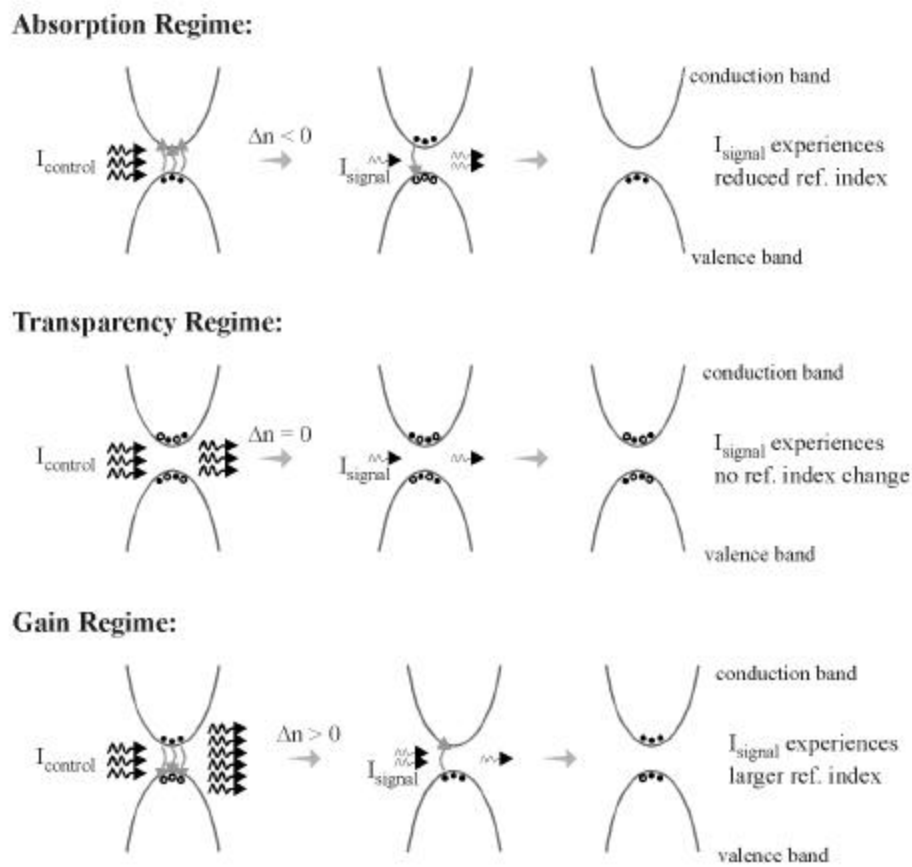 Absorption Regime:
conduction band
Δn < 0
I_control
I_signal
I_signal experiences
reduced ref. index
valence band
Transparency Regime:
conduction band
Δn = 0
I_control
I_signal
I_signal experiences
no ref. index change
valence band
Gain Regime:
conduction band
Δn > 0
I_control
I_signal
I_signal experiences
larger ref. index
valence band